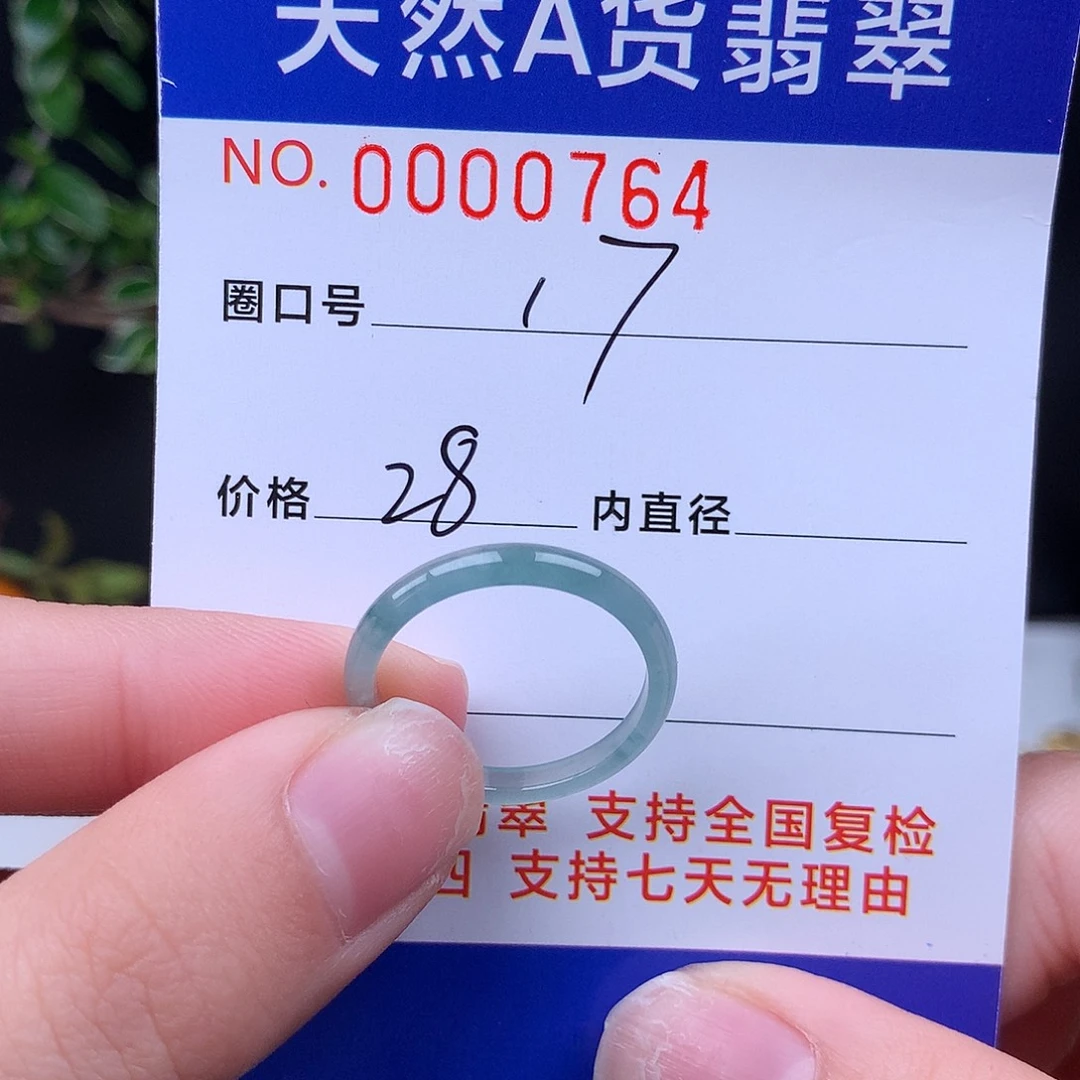 天然A货翡翠
NO. 0000764
圈口号 17
价格 28 内直径
翠 支持全国复检
支持七天无理由